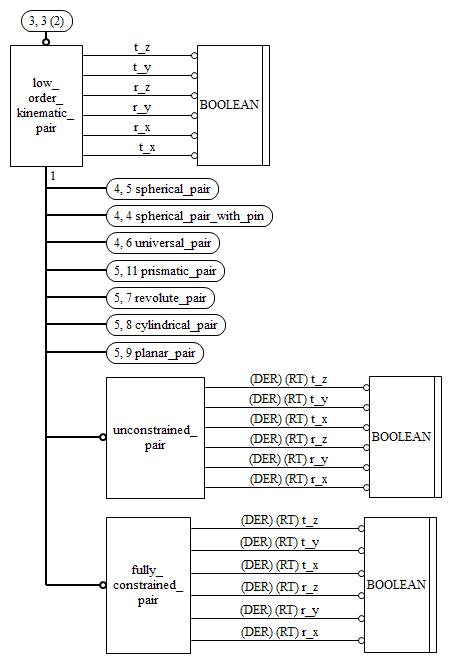 3, 3 (2)
low_
order_
kinematic_
pair
t_z
t_y
r_z
r_y
r_x
t_x
BOOLEAN
1
4, 5 spherical_pair
4, 4 spherical_pair_with_pin
4, 6 universal_pair
5, 11 prismatic_pair
5, 7 revolute_pair
5, 8 cylindrical_pair
5, 9 planar_pair
unconstrained_
pair
(DER) (RT) t_z
(DER) (RT) t_y
(DER) (RT) t_x
(DER) (RT) r_z
(DER) (RT) r_y
(DER) (RT) r_x
BOOLEAN
fully_
constrained_
pair
(DER) (RT) t_z
(DER) (RT) t_y
(DER) (RT) t_x
(DER) (RT) r_z
(DER) (RT) r_y
(DER) (RT) r_x
BOOLEAN